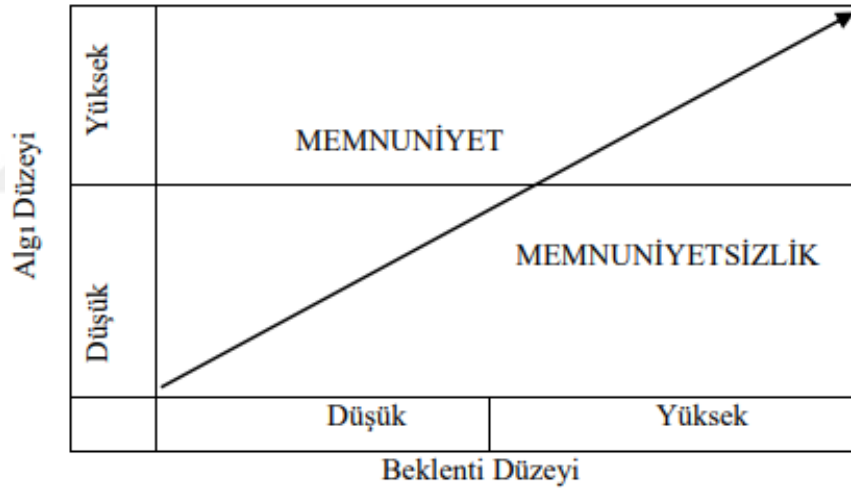 Algı Düzeyi
Yüksek
MEMNUNİYET
MEMNUNİYETSİZLİK
Düşük
Düşük
Yüksek
Beklenti Düzeyi